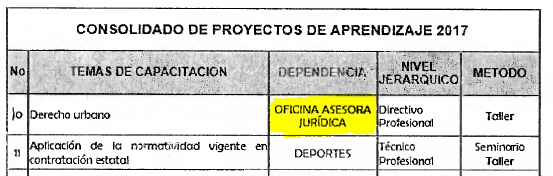 CONSOLIDADO DE PROYECTOS DE APRENDIZAJE 2017
No TEMAS DE CAPACITACION DEPENDENCIA NIVEL JERARQUICO METODO
10 Derecho urbano OFICINA ASESORA JURÍDICA Directivo Profesional Taller
11 Aplicación de la normatividad vigente en contratación estatal DEPORTES Técnico Profesional Seminario Taller